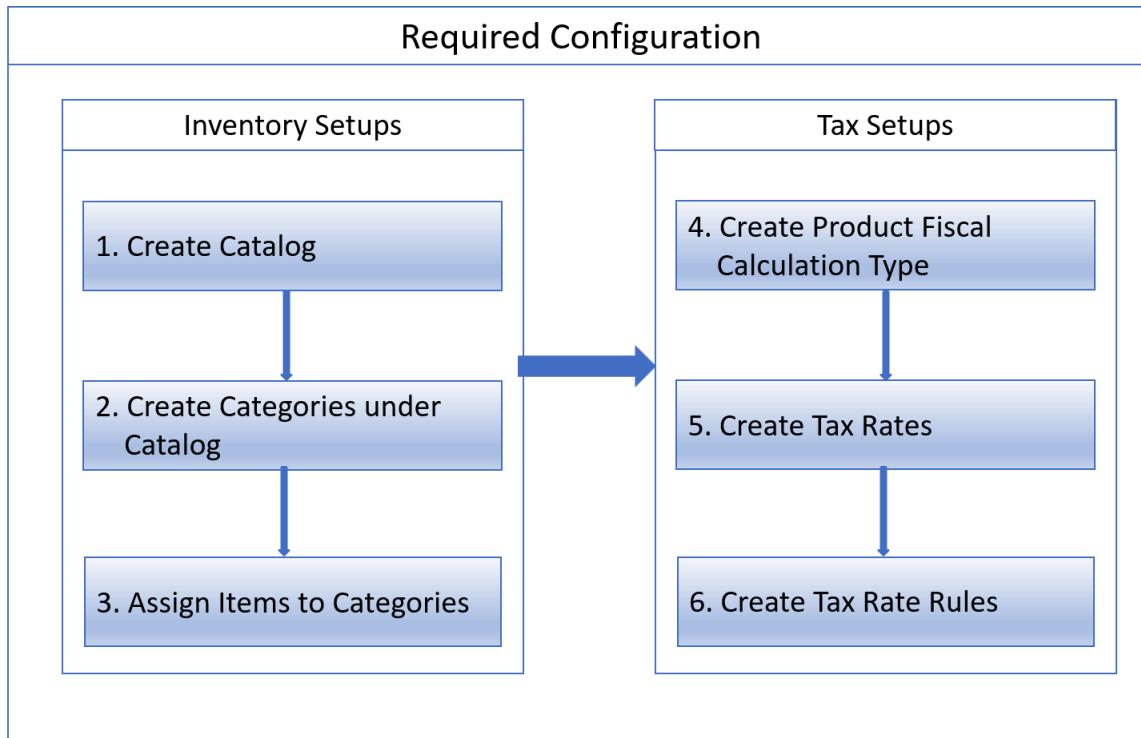 Required Configuration
Inventory Setups
1. Create Catalog
2. Create Categories under
Catalog
3. Assign Items to Categories
Tax Setups
4. Create Product Fiscal
Calculation Type
5. Create Tax Rates
6. Create Tax Rate Rules